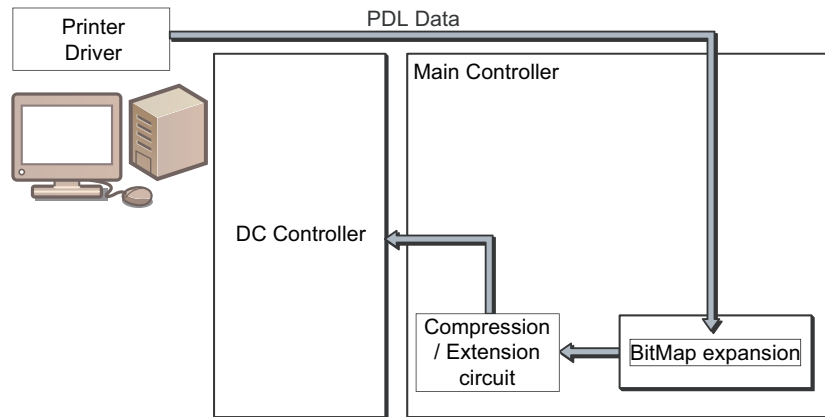 PDL Data
Printer
Driver
Main Controller
DC Controller
Compression
/ Extension
circuit
BitMap expansion